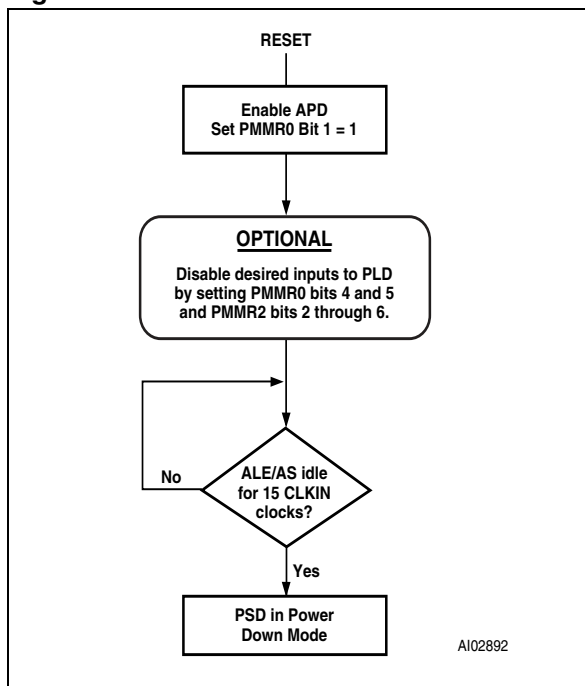 RESET
Enable APD
Set PMMR0 Bit 1 = 1
OPTIONAL
Disable desired inputs to PLD
by setting PMMR0 bits 4 and 5
and PMMR2 bits 2 through 6.
No
ALE/AS idle
for 15 CLKIN
clocks?
Yes
PSD in Power
Down Mode
AI02892